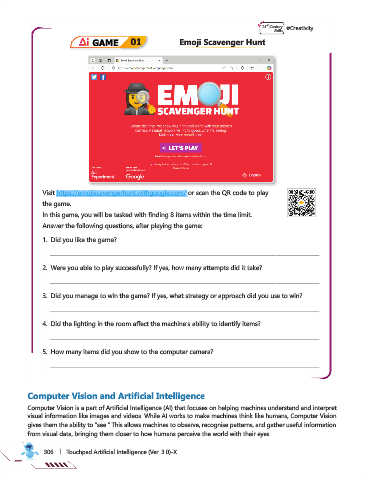 21st Century Skills #Creativity
Ai GAME 01 Emoji Scavenger Hunt
EMOJI
SCAVENGER HUNT
LET'S PLAY
Experiment
Google
English
Visit https://emojiscavengerhunt.withgoogle.com/ or scan the QR code to play
the game.
In this game, you will be tasked with finding 8 items within the time limit.
Answer the following questions, after playing the game:
1. Did you like the game?
2. Were you able to play successfully? If yes, how many attempts did it take?
3. Did you manage to win the game? If yes, what strategy or approach did you use to win?
4. Did the lighting in the room affect the machine's ability to identify items?
5. How many items did you show to the computer camera?
Computer Vision and Artificial Intelligence
Computer Vision is a part of Artificial Intelligence (AI) that focuses on helping machines understand and interpret
visual information like images and videos. While AI works to make machines think like humans, Computer Vision
gives them the ability to "see." This allows machines to observe, recognise patterns, and gather useful information
from visual data, bringing them closer to how humans perceive the world with their eyes.
306 | Touchpad Artificial Intelligence (Ver. 3.0)-X